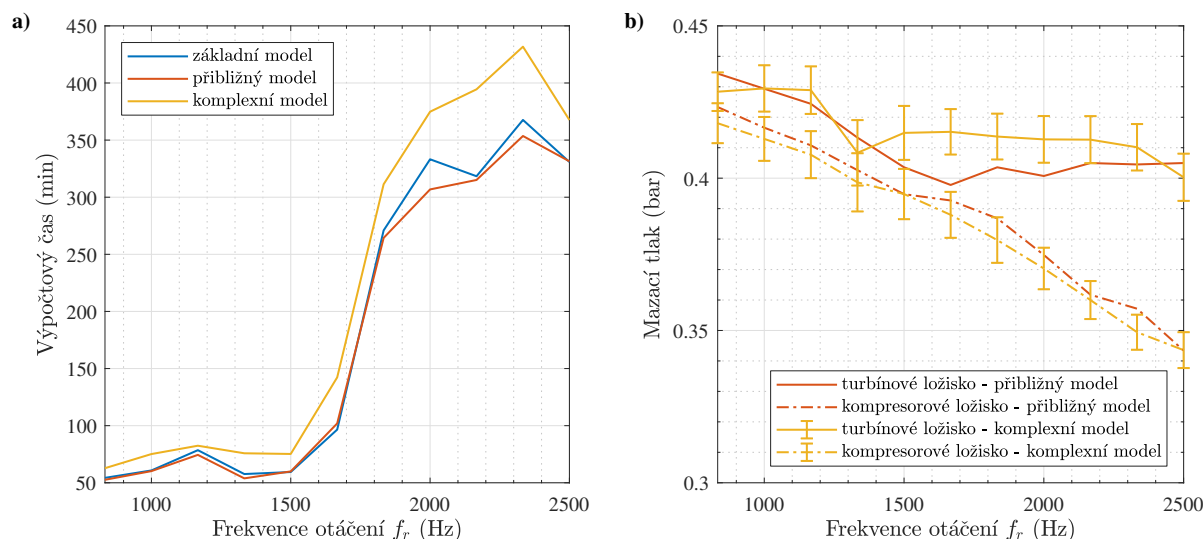 a)
450
400
350
300
250
200
150
100
50
1000
1500
2000
2500
Výpočtový čas (min)
Frekvence otáčení f_r (Hz)
základní model
přibližný model
komplexní model
b)
0.45
0.4
0.35
0.3
1000
1500
2000
2500
Mazací tlak (bar)
Frekvence otáčení f_r (Hz)
turbínové ložisko - přibližný model
kompresorové ložisko - přibližný model
turbínové ložisko - komplexní model
kompresorové ložisko - komplexní model